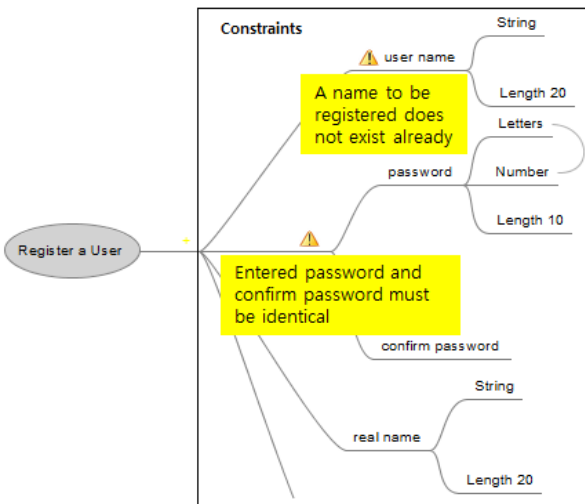 Constraints
String
user name
Length 20
A name to be
registered does
not exist already
Letters
password
Number
Length 10
Register a User
Entered password and
confirm password must
be identical
confirm password
String
real name
Length 20